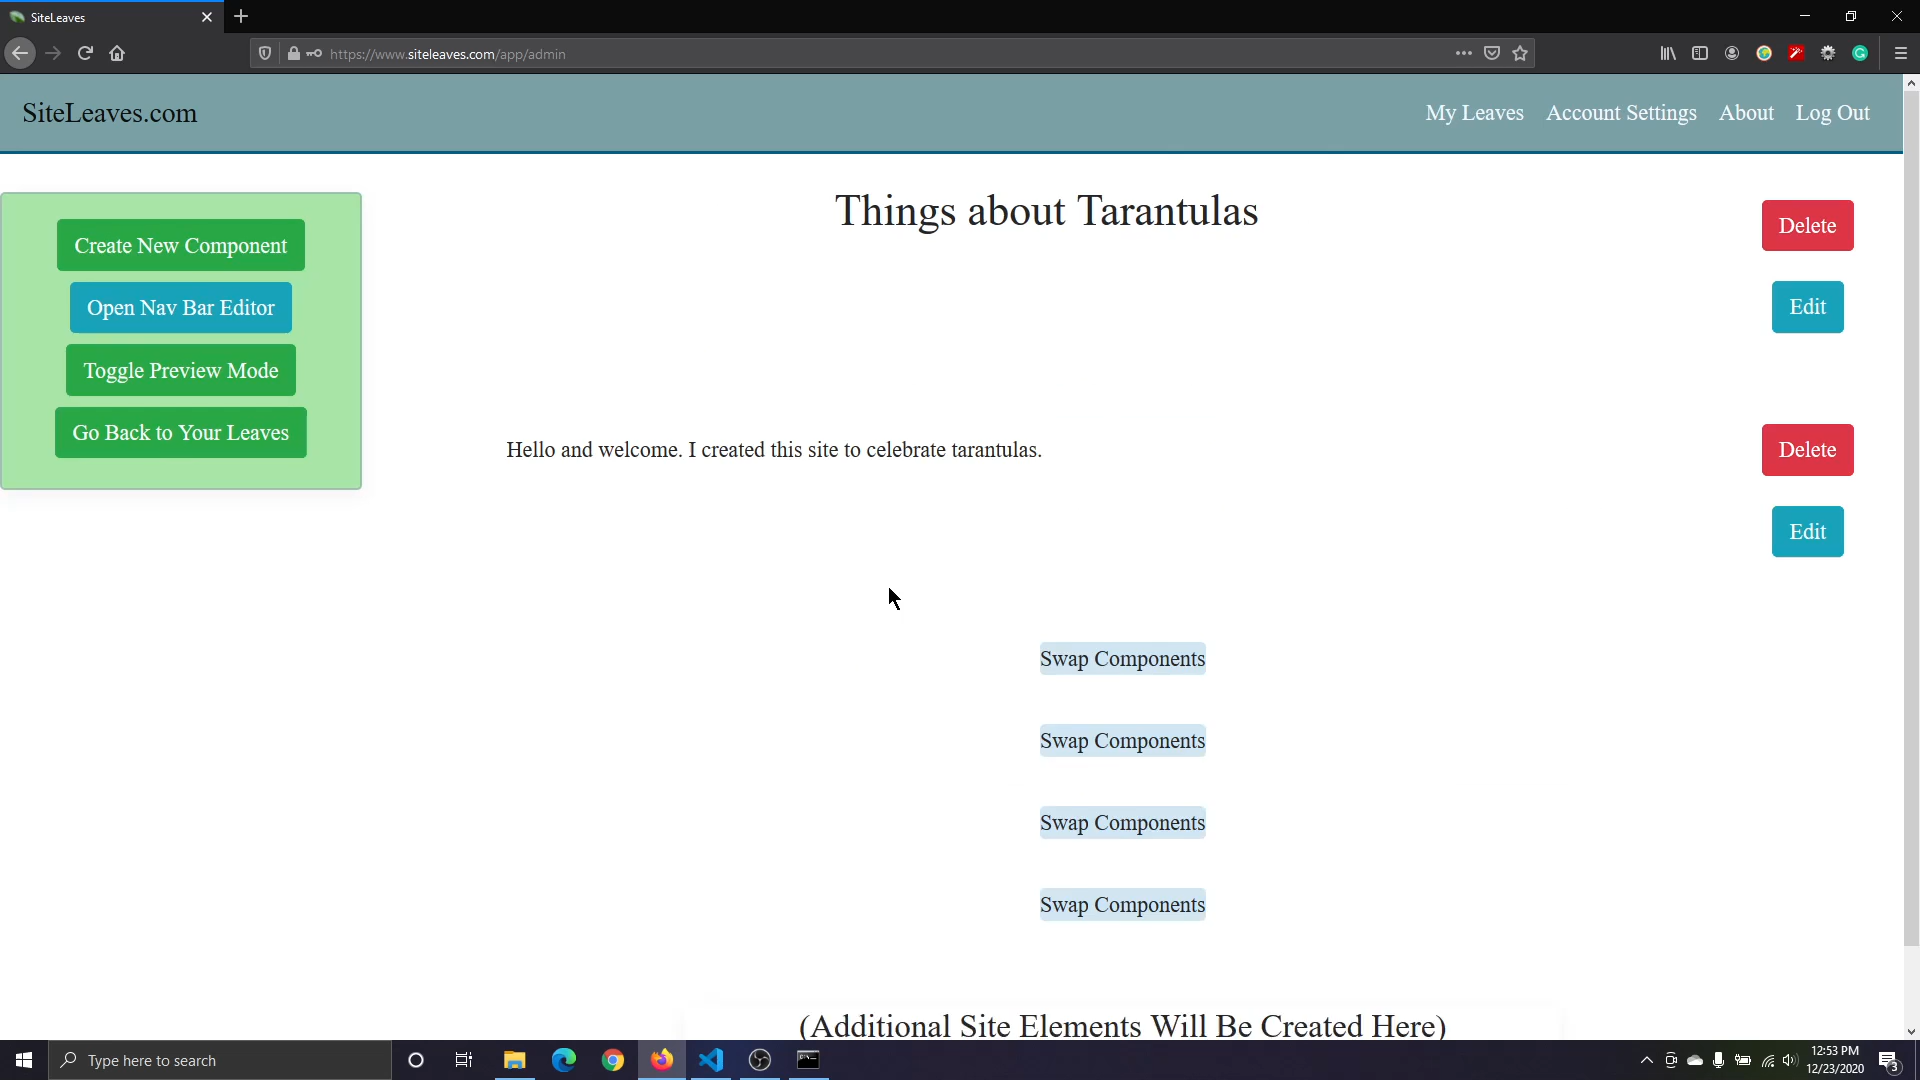 SiteLeaves
https://www.siteleaves.com/app/admin
SiteLeaves.com
My Leaves
Account Settings
About
Log Out
Create New Component
Open Nav Bar Editor
Toggle Preview Mode
Go Back to Your Leaves
Things about Tarantulas
Delete
Edit
Hello and welcome. I created this site to celebrate tarantulas.
Delete
Edit
Swap Components
Swap Components
Swap Components
Swap Components
(Additional Site Elements Will Be Created Here)
Type here to search
12:53 PM
12/23/2020
3